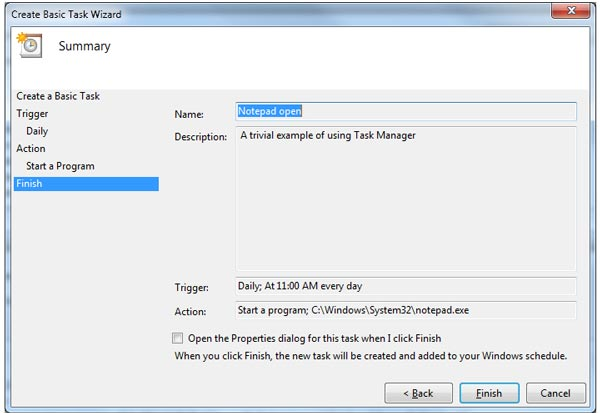 Create Basic Task Wizard
Summary
Create a Basic Task
Trigger
Daily
Action
Start a Program
Finish
Name: Notepad open
Description: A trivial example of using Task Manager
Trigger: Daily; At 11:00 AM every day
Action: Start a program; C:\Windows\System32\notepad.exe
Open the Properties dialog for this task when I click Finish
When you click Finish, the new task will be created and added to your Windows schedule.
< Back Finish Cancel